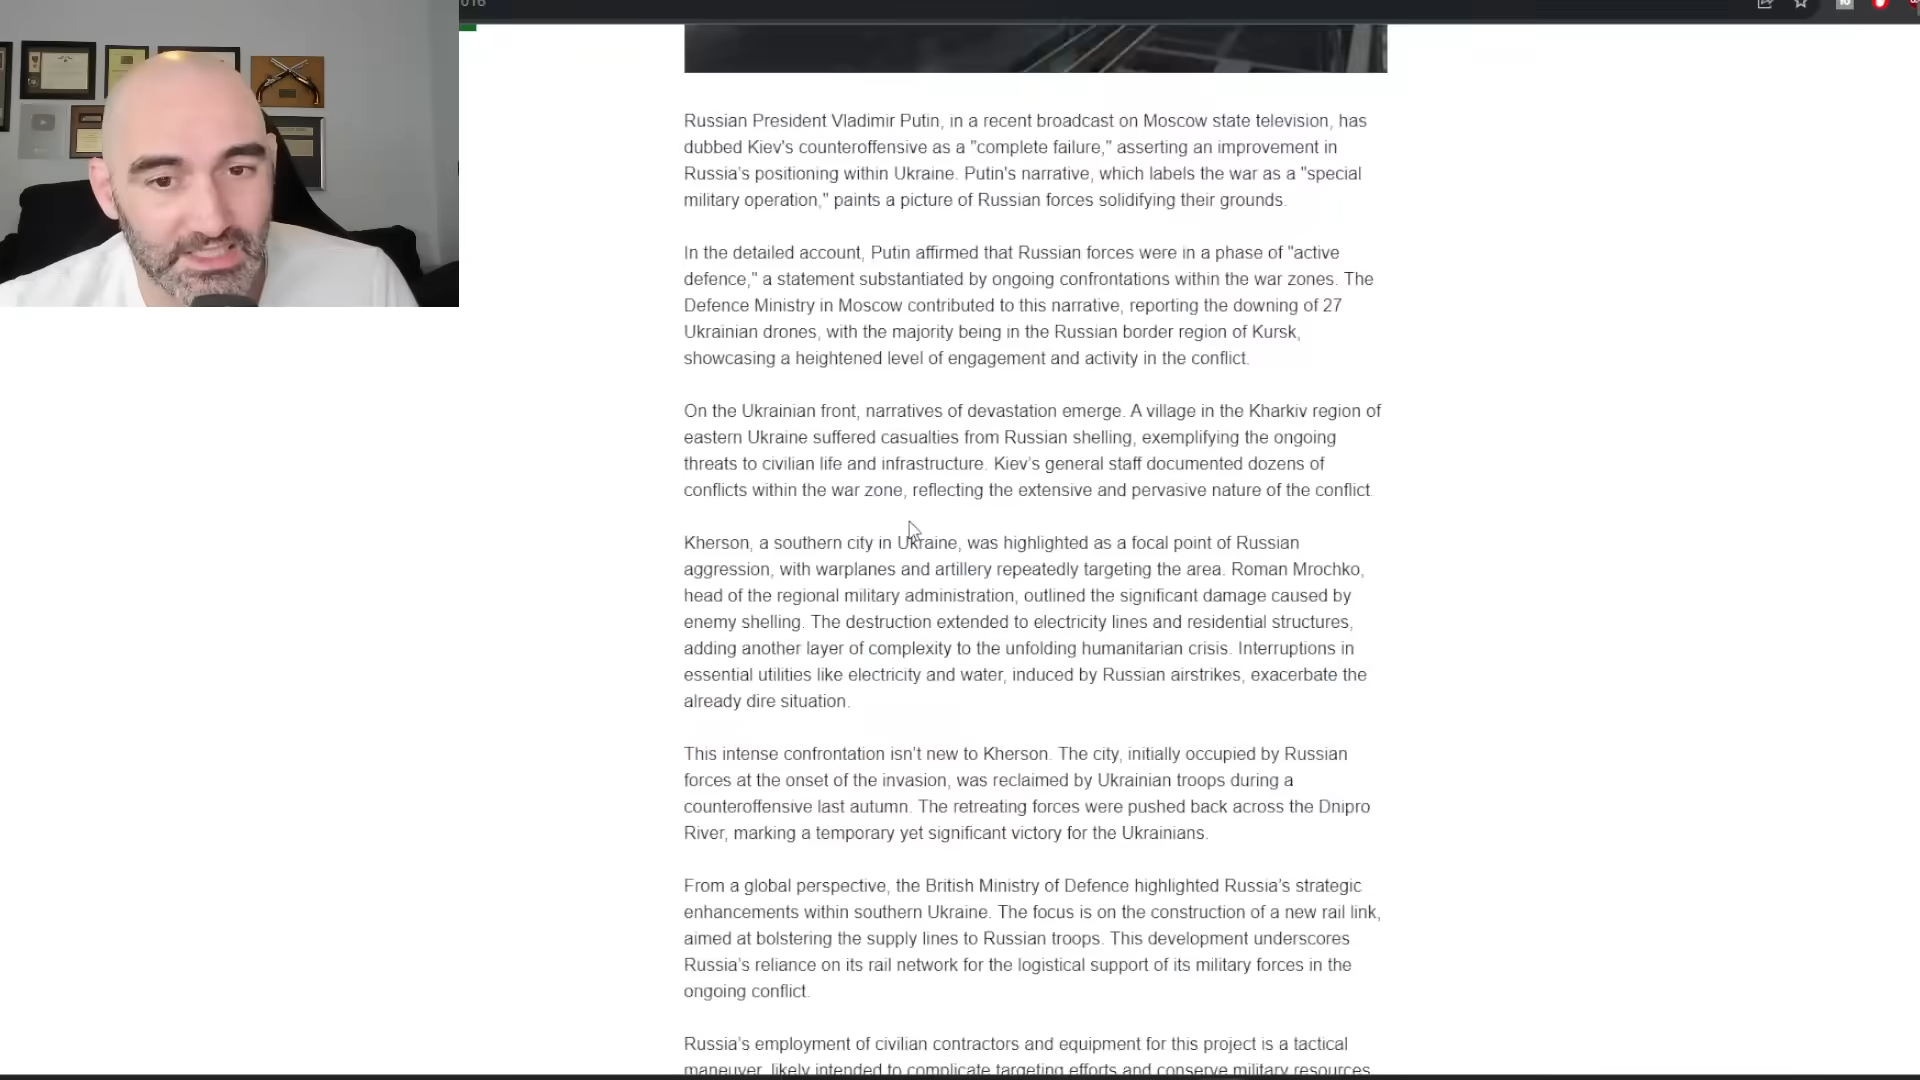 016
Russian President Vladimir Putin, in a recent broadcast on Moscow state television, has
dubbed Kiev's counteroffensive as a "complete failure," asserting an improvement in
Russia's positioning within Ukraine. Putin's narrative, which labels the war as a "special
military operation," paints a picture of Russian forces solidifying their grounds.
In the detailed account, Putin affirmed that Russian forces were in a phase of "active
defence," a statement substantiated by ongoing confrontations within the war zones. The
Defence Ministry in Moscow contributed to this narrative, reporting the downing of 27
Ukrainian drones, with the majority being in the Russian border region of Kursk,
showcasing a heightened level of engagement and activity in the conflict.
On the Ukrainian front, narratives of devastation emerge. A village in the Kharkiv region of
eastern Ukraine suffered casualties from Russian shelling, exemplifying the ongoing
threats to civilian life and infrastructure. Kiev's general staff documented dozens of
conflicts within the war zone, reflecting the extensive and pervasive nature of the conflict.
Kherson, a southern city in Ukraine, was highlighted as a focal point of Russian
aggression, with warplanes and artillery repeatedly targeting the area. Roman Mrochko,
head of the regional military administration, outlined the significant damage caused by
enemy shelling. The destruction extended to electricity lines and residential structures,
adding another layer of complexity to the unfolding humanitarian crisis. Interruptions in
essential utilities like electricity and water, induced by Russian airstrikes, exacerbate the
already dire situation.
This intense confrontation isn't new to Kherson. The city, initially occupied by Russian
forces at the onset of the invasion, was reclaimed by Ukrainian troops during a
counteroffensive last autumn. The retreating forces were pushed back across the Dnipro
River, marking a temporary yet significant victory for the Ukrainians.
From a global perspective, the British Ministry of Defence highlighted Russia's strategic
enhancements within southern Ukraine. The focus is on the construction of a new rail link,
aimed at bolstering the supply lines to Russian troops. This development underscores
Russia's reliance on its rail network for the logistical support of its military forces in the
ongoing conflict.
Russia's employment of civilian contractors and equipment for this project is a tactical
maneuver, likely intended to complicate targeting efforts and conserve military resources.